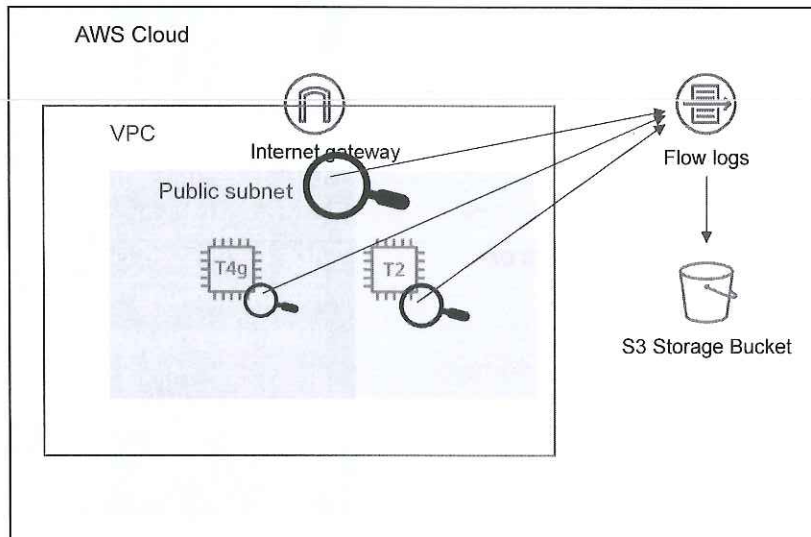 AWS Cloud
VPC
Internet gateway
Flow logs
Public subnet
T4g
T2
S3 Storage Bucket